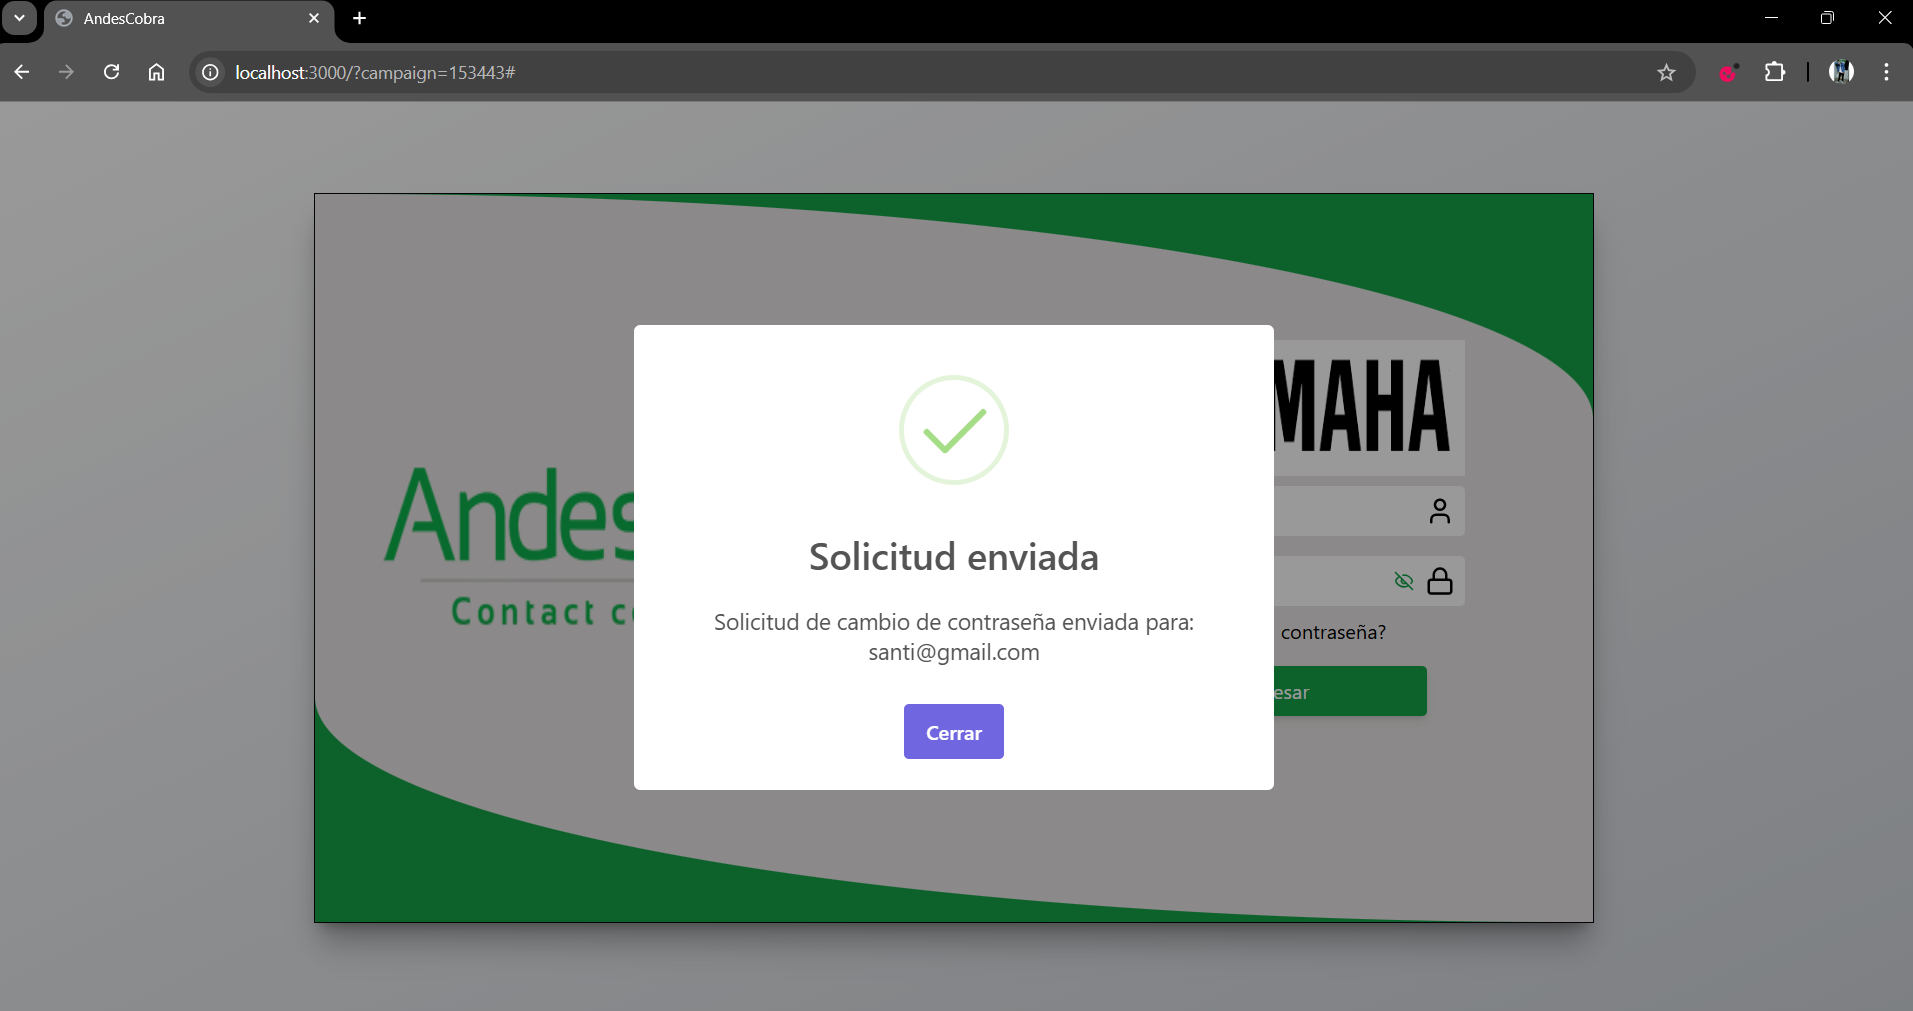 AndesCobra
localhost:3000/?campaign=153443#
MAHA
Andes
Contact c
contraseña?
esar
Solicitud enviada
Solicitud de cambio de contraseña enviada para:
santi@gmail.com
Cerrar